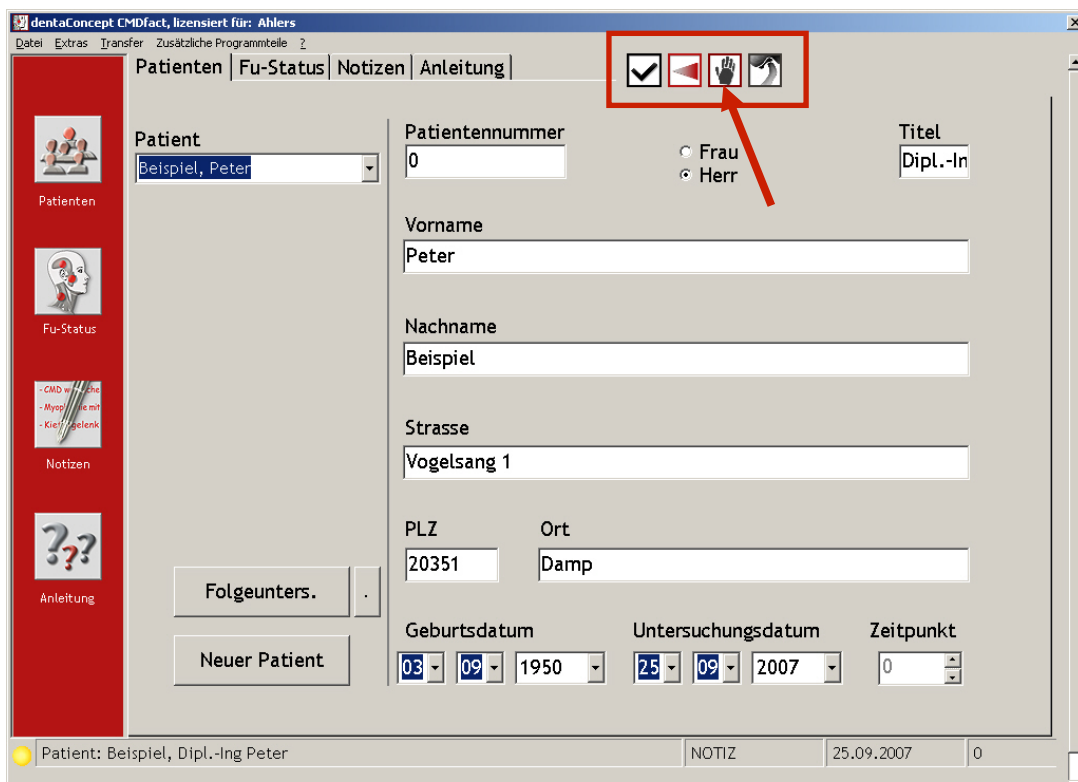 dentaConcept CMDfact, lizensiert für: Ahlers
Datei Extras Transfer Zusätzliche Programmteile ?
Patienten Fu-Status Notizen Anleitung
Patienten
Fu-Status
- CMD
- Kie
gelenk
Notizen
???
Anleitung
Patient
Beispiel, Peter
Folgeunters. .
Neuer Patient
Patientennummer
0
Frau
Herr
Titel
Dipl.-In
Vorname
Peter
Nachname
Beispiel
Strasse
Vogelsang 1
PLZ Ort
20351 Damp
Geburtsdatum Untersuchungsdatum Zeitpunkt
03 09 1950 25 09 2007 0
Patient: Beispiel, Dipl.-Ing Peter NOTIZ 25.09.2007 0